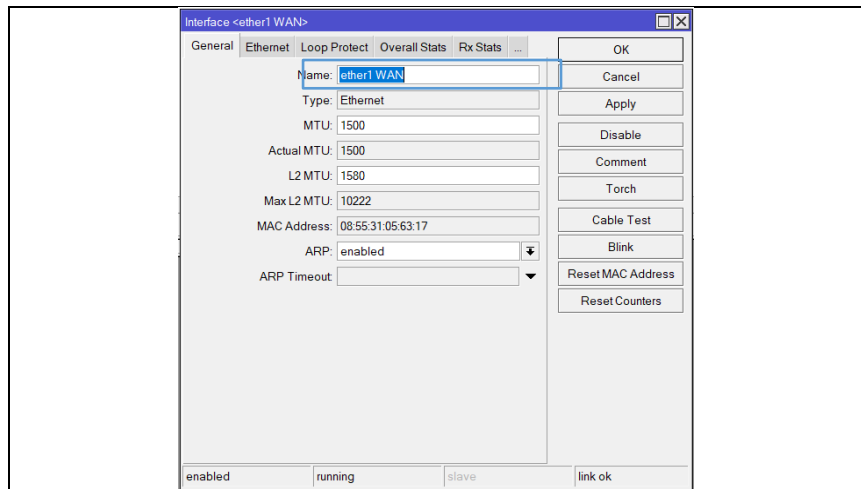 Interface <ether1 WAN>
General Ethernet Loop Protect Overall Stats Rx Stats ...
Name: ether1 WAN
Type: Ethernet
MTU: 1500
Actual MTU: 1500
L2 MTU: 1580
Max L2 MTU: 10222
MAC Address: 08:55:31:05:63:17
ARP: enabled
ARP Timeout:
OK
Cancel
Apply
Disable
Comment
Torch
Cable Test
Blink
Reset MAC Address
Reset Counters
enabled running slave link ok